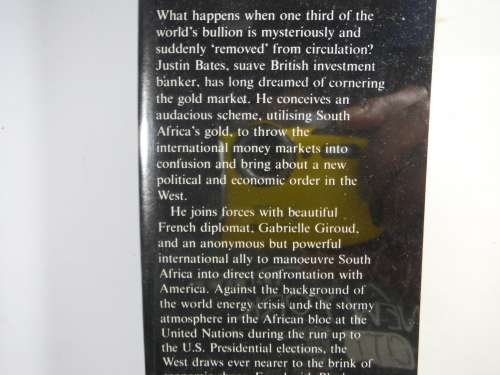 What happens when one third of the
world's bullion is mysteriously and
suddenly 'removed' from circulation?
Justin Bates, suave British investment
banker, has long dreamed of cornering
the gold market. He conceives an
audacious scheme, utilising South
Africa's gold, to throw the
international money markets into
confusion and bring about a new
political and economic order in the
West.
He joins forces with beautiful
French diplomat, Gabrielle Giroud,
and an anonymous but powerful
international ally to manoeuvre South
Africa into direct confrontation with
America. Against the background of
the world energy crisis and the stormy
atmosphere in the African bloc at the
United Nations during the run up to
the U.S. Presidential elections, the
West draws ever nearer to the brink of